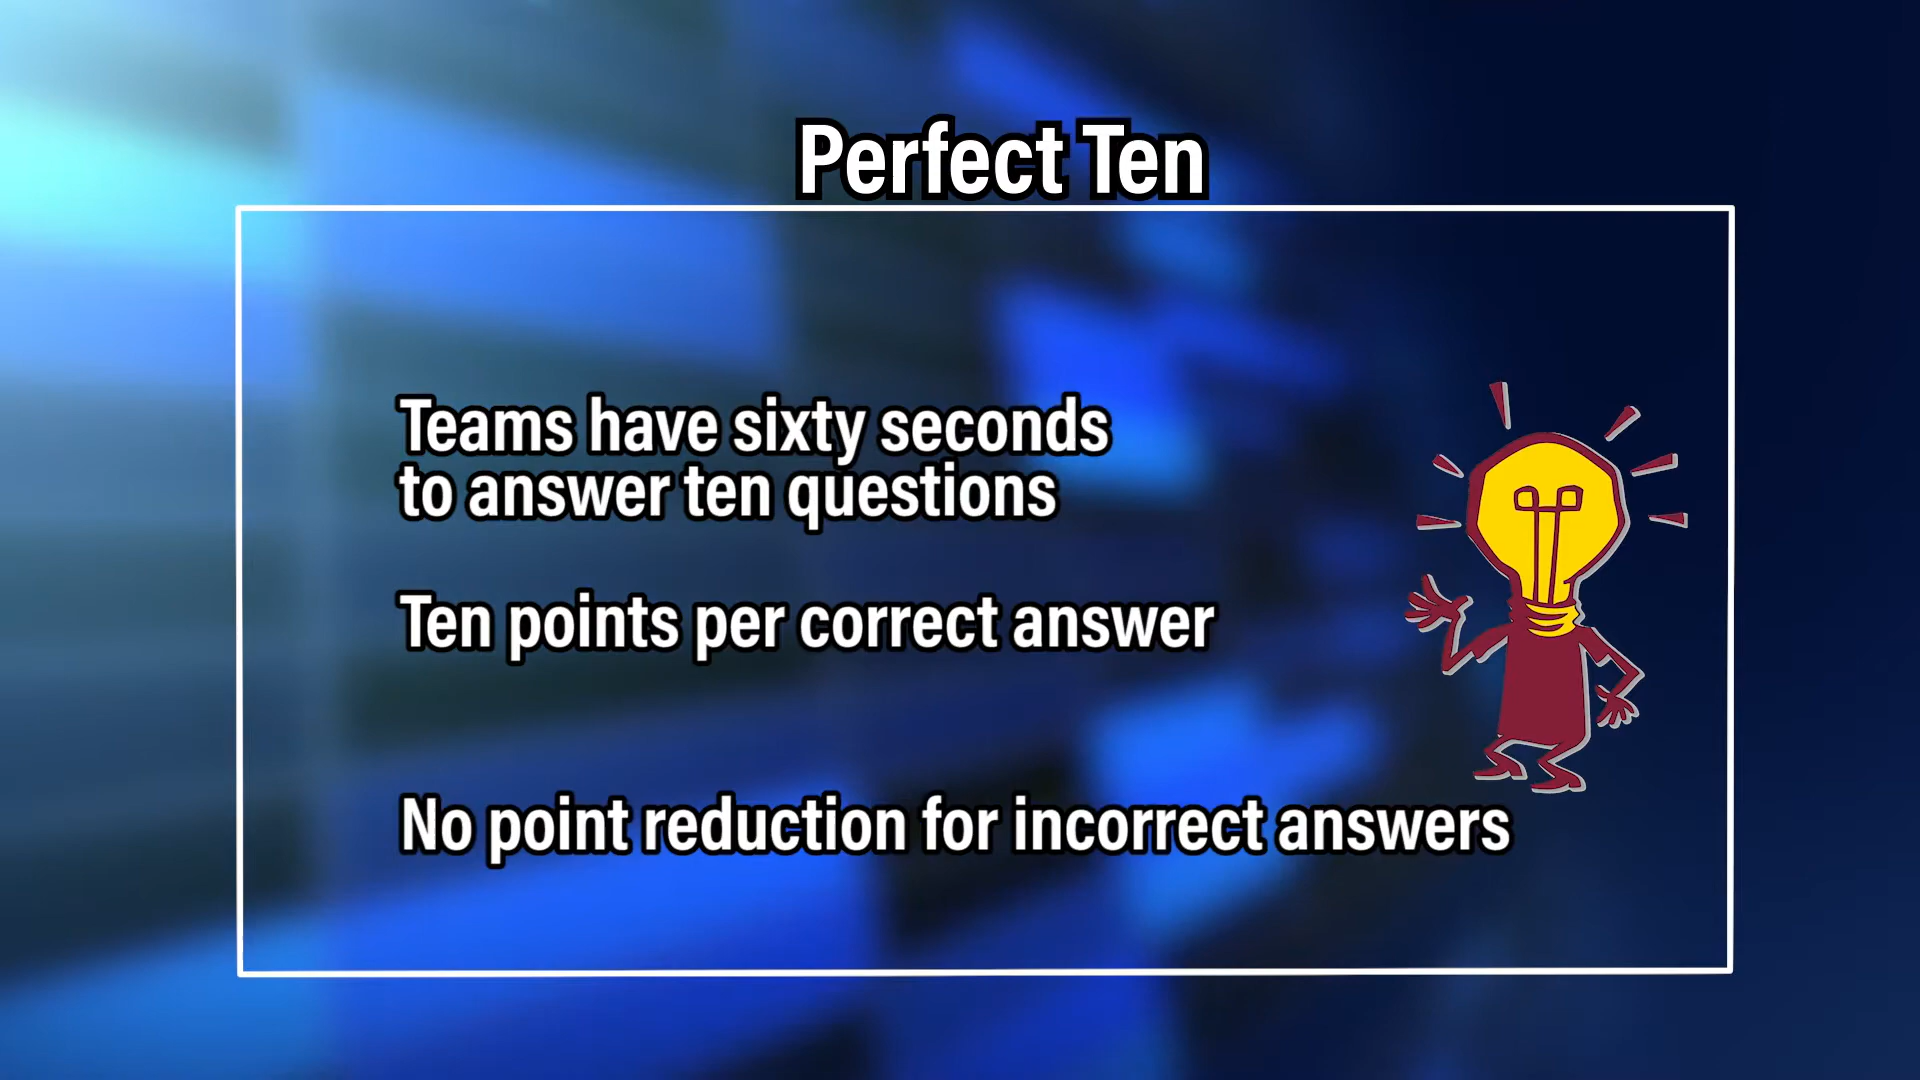 Perfect Ten
Teams have sixty seconds
to answer ten questions
Ten points per correct answer
No point reduction for incorrect answers